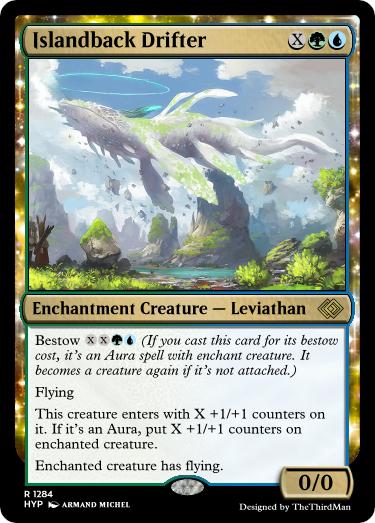 Islandback Drifter X
Enchantment Creature — Leviathan
Bestow X X (If you cast this card for its bestow
cost, it's an Aura spell with enchant creature. It
becomes a creature again if it's not attached.)
Flying
This creature enters with X +1/+1 counters on
it. If it's an Aura, put X +1/+1 counters on
enchanted creature.
Enchanted creature has flying.
0/0
R 1284
HYP ARMAND MICHEL
Designed by TheThirdMan